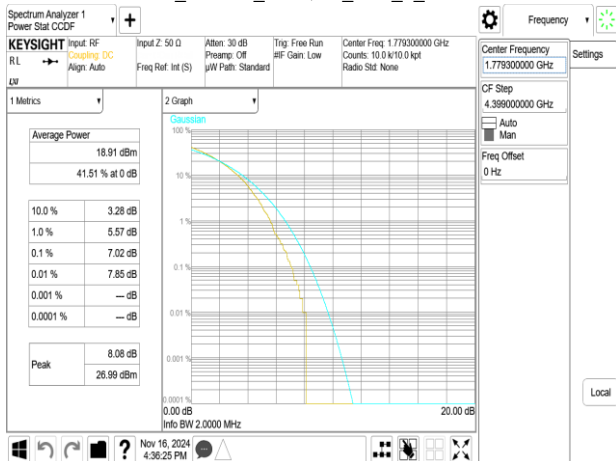 Spectrum Analyzer 1
Power Stat CCDF
Frequency
KEYSIGHT
RL
LXI
Input: RF
Coupling: DC
Align: Auto
Input Z: 50 Ω
Freq Ref: Int (S)
Atten: 30 dB
Preamp: Off
µW Path: Standard
Trig: Free Run
#IF Gain: Low
Center Freq: 1.779300000 GHz
Counts: 10.0 k/10.0 kpt
Radio Std: None
Center Frequency
1.779300000 GHz
Settings
CF Step
4.399000000 GHz
Auto
Man
Freq Offset
0 Hz
Local
1 Metrics
Average Power
18.91 dBm
41.51 % at 0 dB
10.0 % 3.28 dB
1.0 % 5.57 dB
0.1 % 7.02 dB
0.01 % 7.85 dB
0.001 % --- dB
0.0001 % --- dB
Peak 8.08 dB
26.99 dBm
2 Graph
Gaussian
100 %
10 %
1 %
0.1 %
0.01 %
0.001 %
0.0001 %
0.00 dB 20.00 dB
Info BW 2.0000 MHz
?
Nov 16, 2024
4:36:25 PM